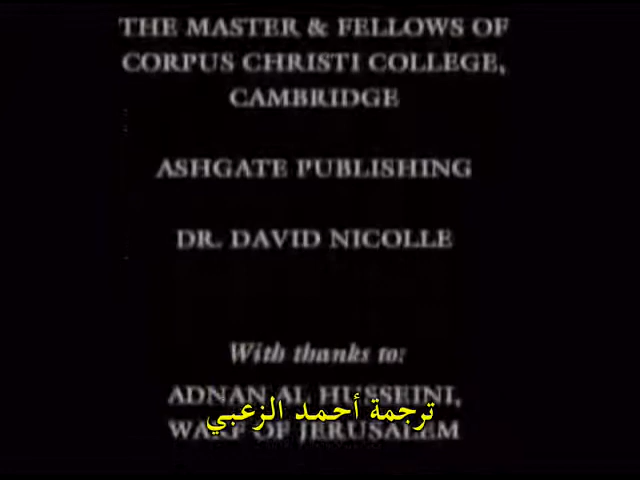 THE MASTER & FELLOWS OF
CORPUS CHRISTI COLLEGE,
CAMBRIDGE
ASHGATE PUBLISHING
DR. DAVID NICOLLE
With thanks to:
ADNAN AL HUSSEINI,
ترجمة أحمد الزعبي
WAKF OF JERUSALEM